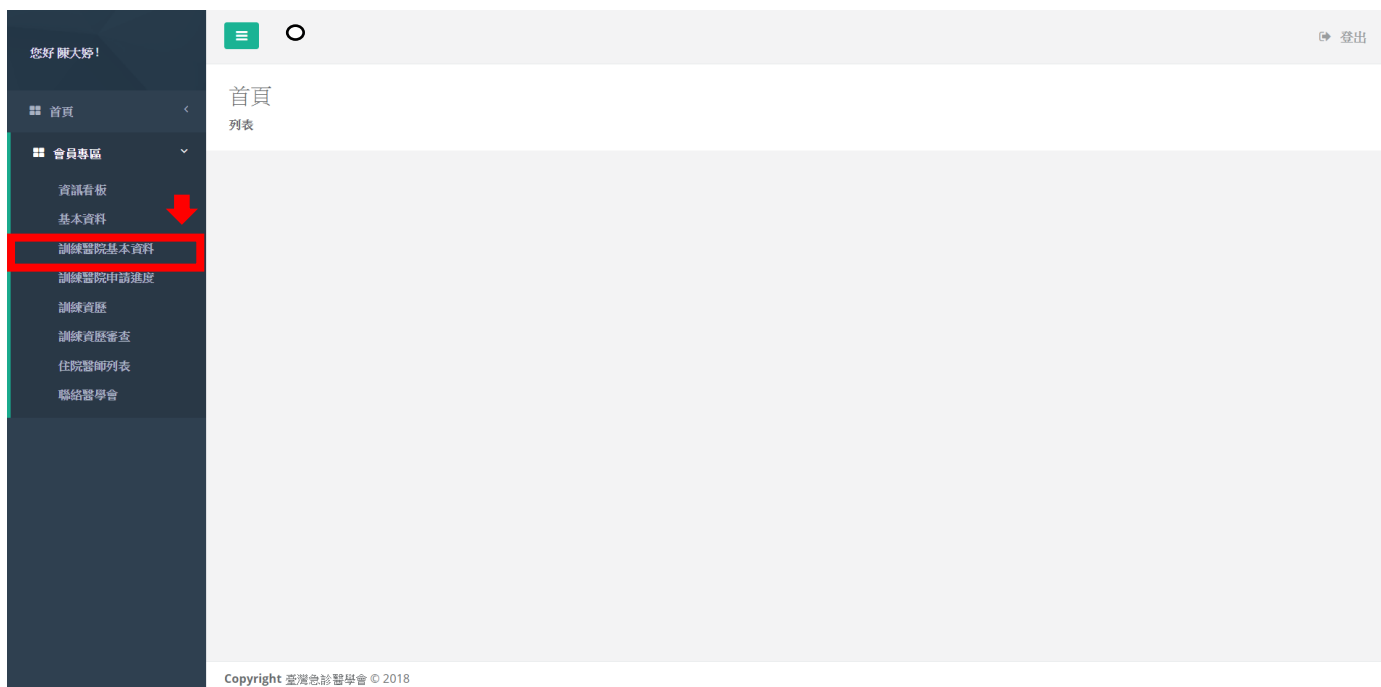 您好 陳大婷!
登出
首頁
首頁
列表
會員專區
資訊看板
基本資料
訓練醫院基本資料
訓練醫院申請進度
訓練資歷
訓練資歷審查
住院醫師列表
聯絡醫學會
Copyright 臺灣急診醫學會 © 2018